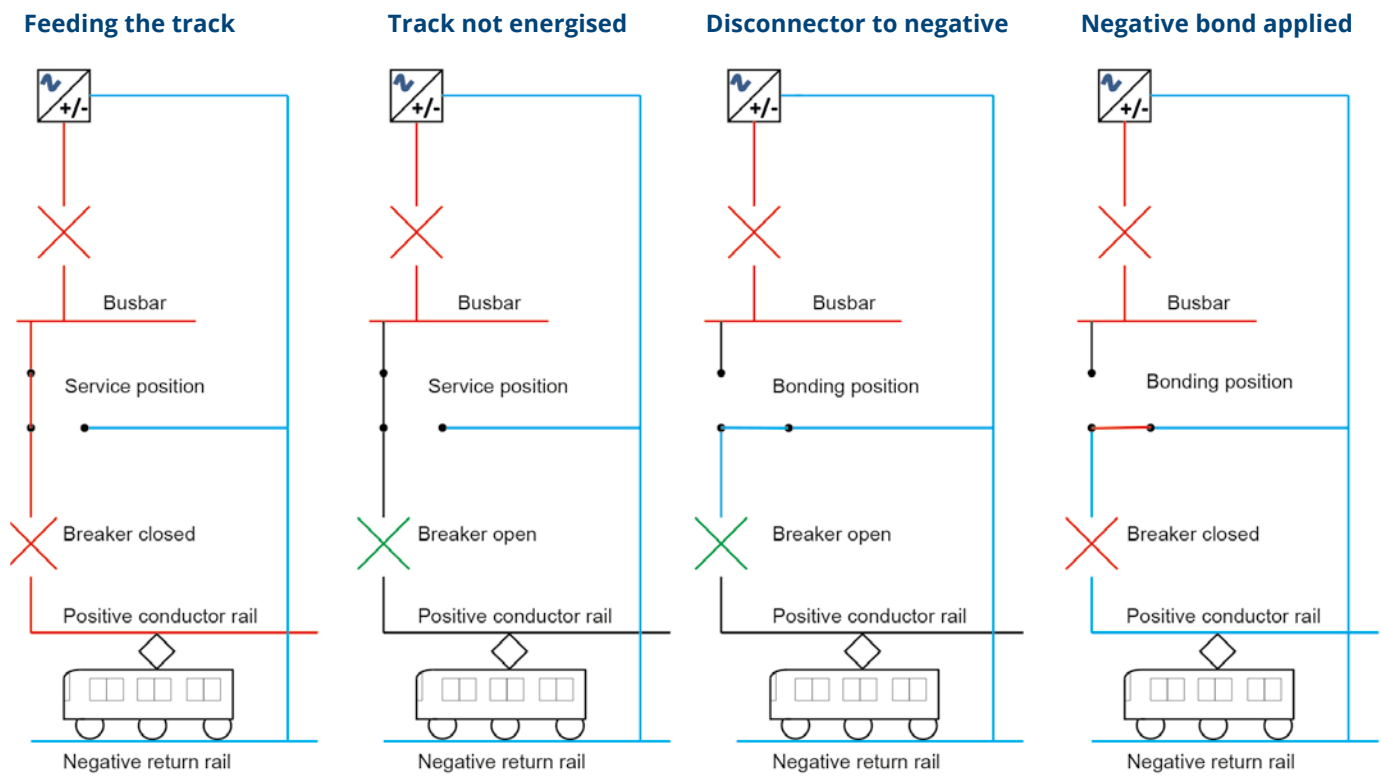 Feeding the track
Track not energised
Disconnector to negative
Negative bond applied
+/-
+/-
+/-
+/-
Busbar
Busbar
Busbar
Busbar
Service position
Service position
Bonding position
Bonding position
Breaker closed
Breaker open
Breaker open
Breaker closed
Positive conductor rail
Positive conductor rail
Positive conductor rail
Positive conductor rail
Negative return rail
Negative return rail
Negative return rail
Negative return rail